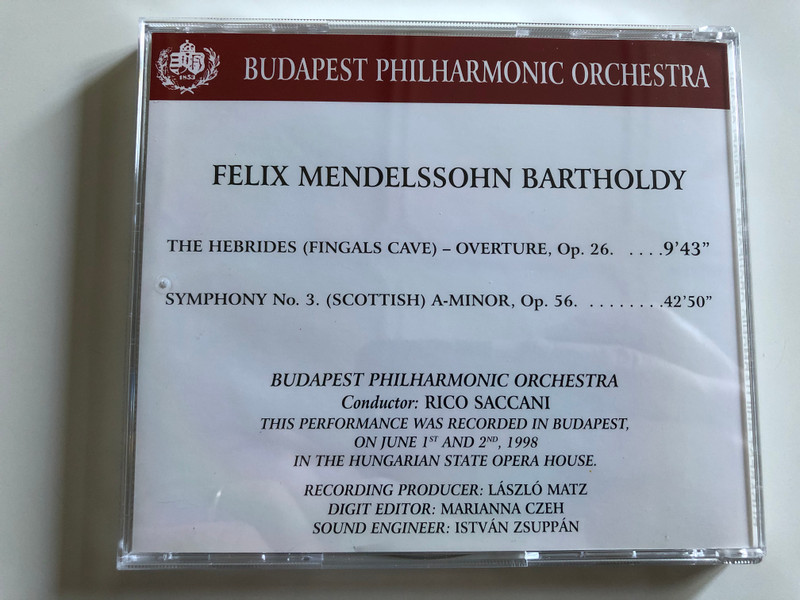 1853
BUDAPEST PHILHARMONIC ORCHESTRA
FELIX MENDELSSOHN BARTHOLDY
THE HEBRIDES (FINGALS CAVE) – OVERTURE, Op. 26. . . . .9’43”
SYMPHONY No. 3. (SCOTTISH) A-MINOR, Op. 56. . . . . . . . .42’50”
BUDAPEST PHILHARMONIC ORCHESTRA
Conductor: RICO SACCANI
THIS PERFORMANCE WAS RECORDED IN BUDAPEST,
ON JUNE 1ST AND 2ND, 1998
IN THE HUNGARIAN STATE OPERA HOUSE.
RECORDING PRODUCER: LÁSZLÓ MATZ
DIGIT EDITOR: MARIANNA CZEH
SOUND ENGINEER: ISTVÁN ZSUPPÁN